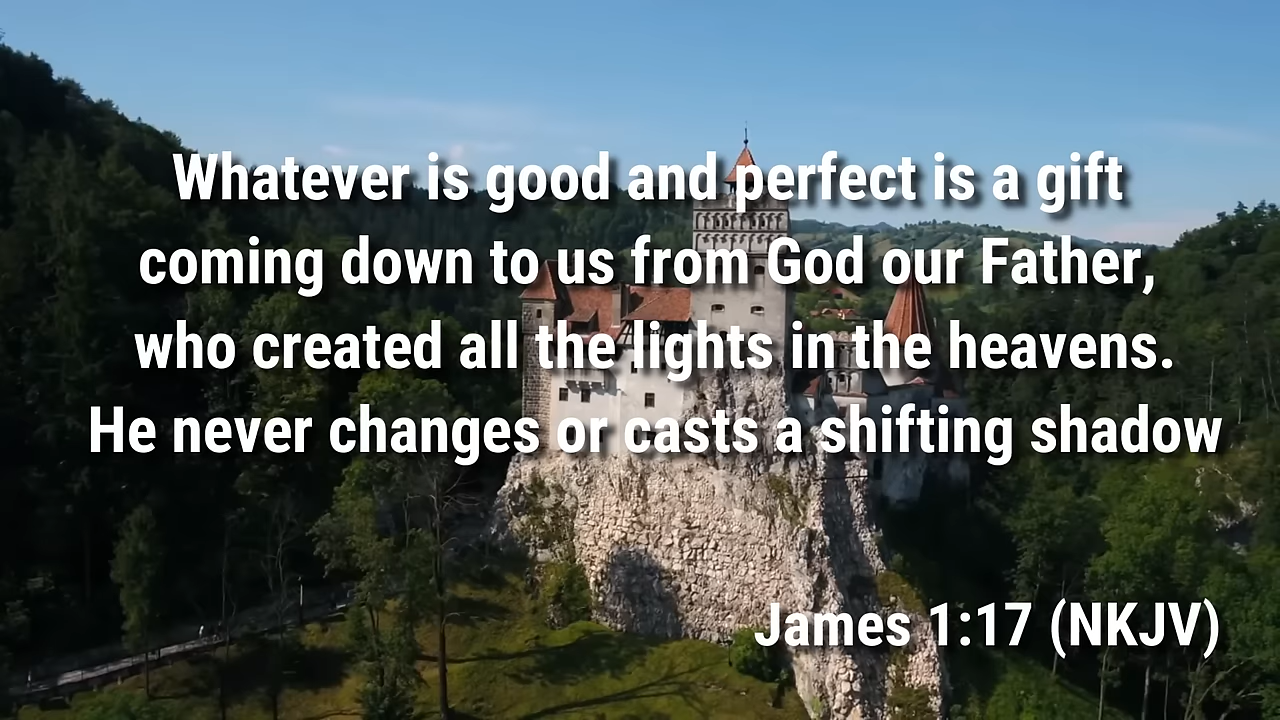 Whatever is good and perfect is a gift
coming down to us from God our Father,
who created all the lights in the heavens.
He never changes or casts a shifting shadow
James 1:17 (NKJV)